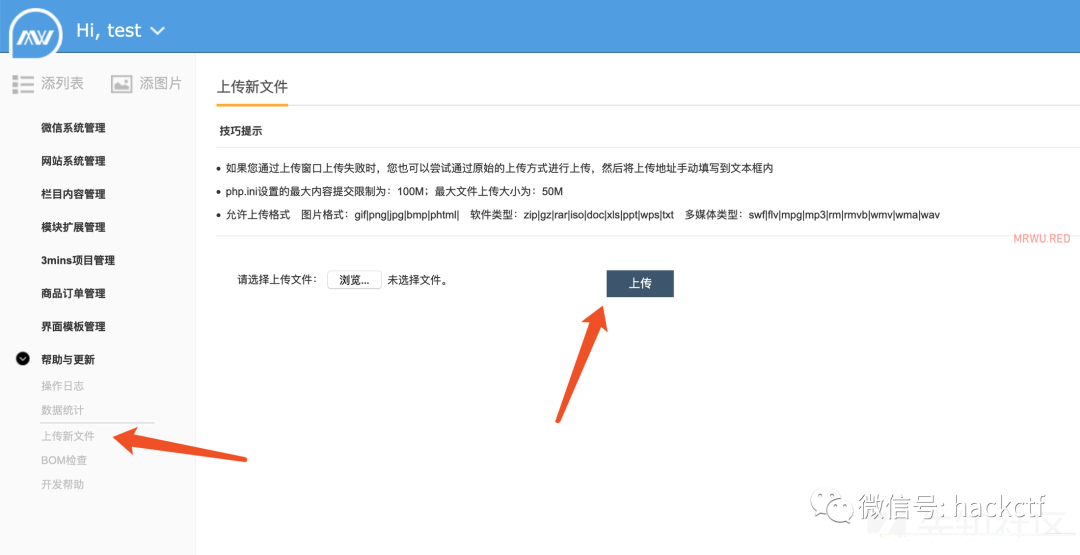 Hi, test
添列表 添图片
微信系统管理
网站系统管理
栏目内容管理
模块扩展管理
3mins项目管理
商品订单管理
界面模板管理
帮助与更新
操作日志
数据统计
上传新文件
BOM检查
开发帮助
上传新文件
技巧提示
如果您通过上传窗口上传失败时，您也可以尝试通过原始的上传方式进行上传，然后将上传地址手动填写到文本框内
php.ini设置的最大内容提交限制为：100M；最大文件上传大小为：50M
允许上传格式 图片格式：gif|png|jpg|bmp|phtml| 软件类型：zip|gz|rar|iso|doc|xls|ppt|wps|txt 多媒体类型：swf|flv|mpg|mp3|rm|rmvb|wmv|wma|wav
MRWU.RED
请选择上传文件： 浏览... 未选择文件。 上传
微信号: hackctf
先知社区